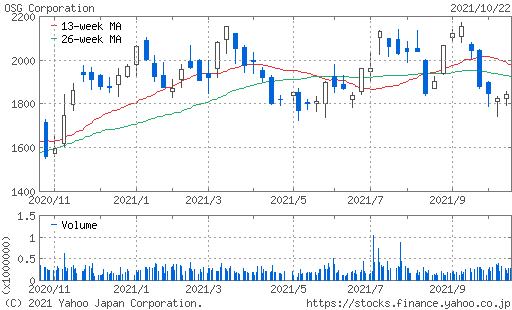 OSG Corporation 2021/10/22
2200
13-week MA
26-week MA
2000
1800
1600
1400
2020/11 2021/1 2021/3 2021/5 2021/7 2021/9
1.5
Volume
1
0.5
0
(x1000000)
2020/11 2021/1 2021/3 2021/5 2021/7 2021/9
(C) 2021 Yahoo Japan Corporation. https://stocks.finance.yahoo.co.jp/